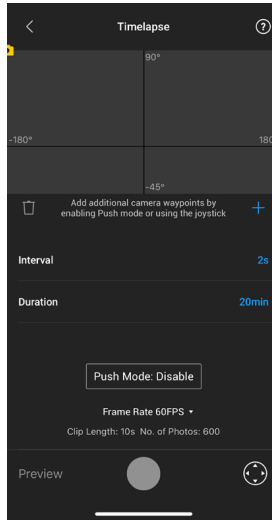 Timelapse
90°
-180°
180
-45°
Add additional camera waypoints by
enabling Push mode or using the joystick
Interval
2s
Duration
20min
Push Mode: Disable
Frame Rate 60FPS
Clip Length: 10s No. of Photos: 600
Preview